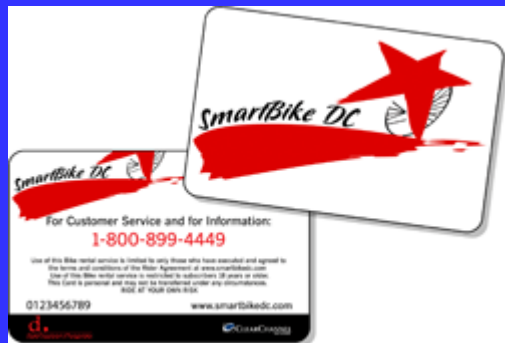 SmartBike DC
SmartBike DC
For Customer Service and for Information:
1-800-899-4449
Use of this Bike rental service is limited to only those who have executed and agreed to
the terms and conditions of the Rider Agreement at www.smartbikedc.com
Use of this Bike rental service is restricted to subscribers 18 years or older.
This Card is personal and may not be transferred under any circumstances.
RIDE AT YOUR OWN RISK
0123456789
www.smartbikedc.com
d.
CLEARCHANNEL